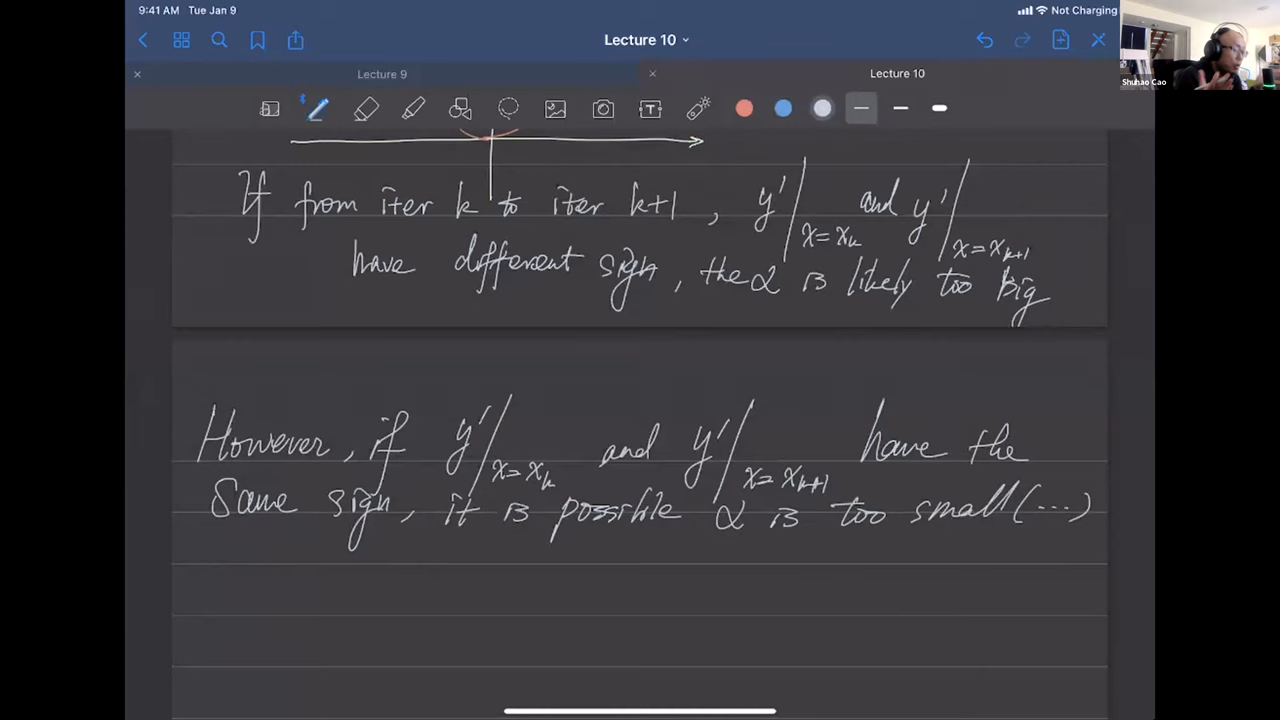 9:41 AM Tue Jan 9
Not Charging
Lecture 10
Shuhao Cao
Lecture 9
Lecture 10
If from iter k to iter k+1, y'|x=xk and y'|x=xk+1
have different sign, the α is likely too big
However, if y'|x=xk and y'|x=xk+1 have the
same sign, it is possible α is too small (...)